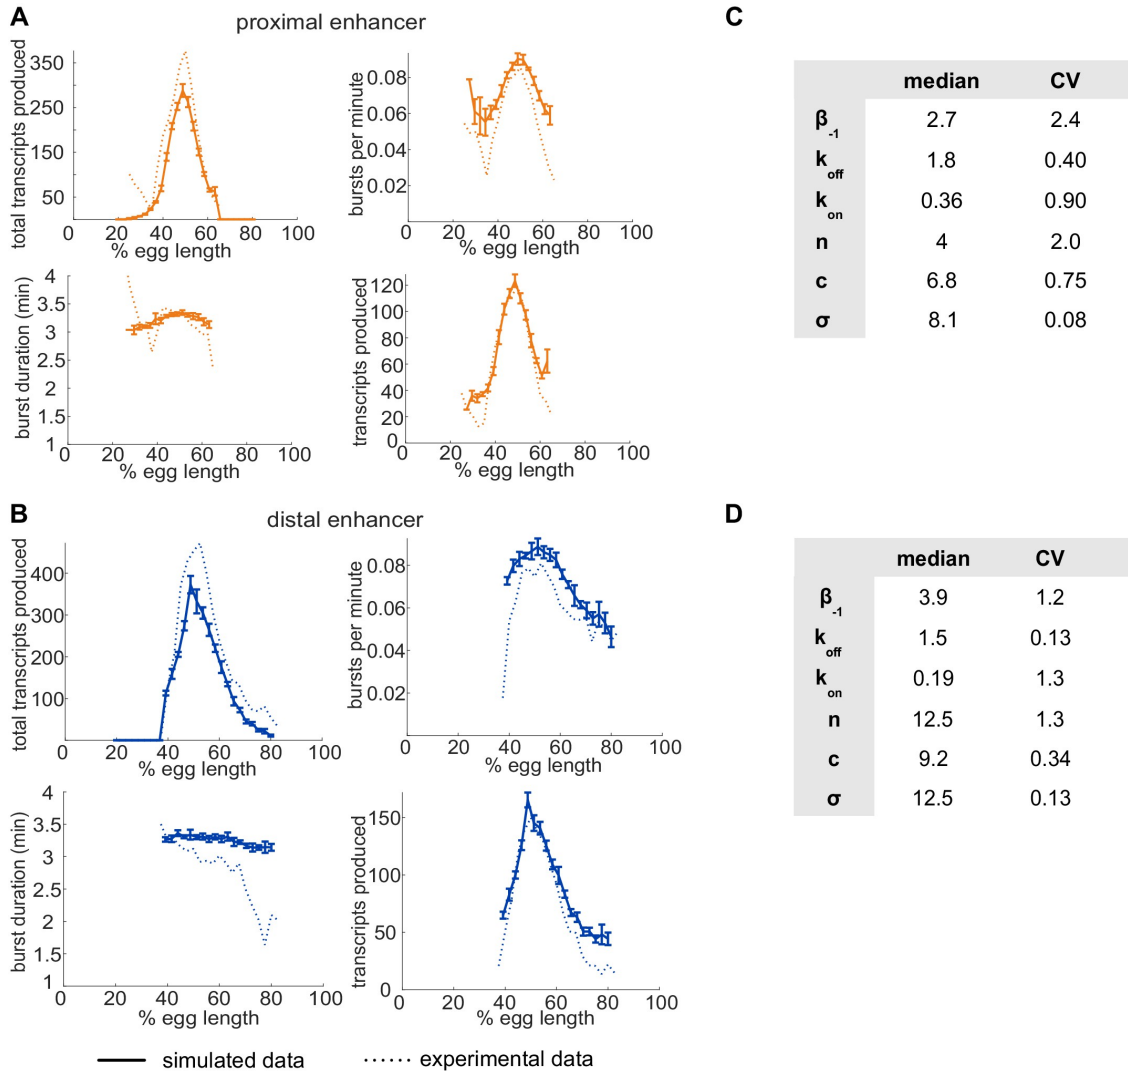 A
proximal enhancer
total transcripts produced
350
250
150
50
0 20 40 60 80 100
% egg length
bursts per minute
0.08
0.06
0.04
0.02
0 20 40 60 80 100
% egg length
burst duration (min)
4
3.5
3
2.5
2
1.5
1
0 20 40 60 80 100
% egg length
transcripts produced
120
100
80
60
40
20
0
0 20 40 60 80 100
% egg length
B
distal enhancer
total transcripts produced
400
300
200
100
0 20 40 60 80 100
% egg length
bursts per minute
0.08
0.06
0.04
0.02
0 20 40 60 80 100
% egg length
burst duration (min)
4
3.5
3
2.5
2
1.5
1
0 20 40 60 80 100
% egg length
transcripts produced
150
100
50
0
0 20 40 60 80 100
% egg length
simulated data experimental data
C
median CV
β-1 2.7 2.4
koff 1.8 0.40
kon 0.36 0.90
n 4 2.0
c 6.8 0.75
σ 8.1 0.08
D
median CV
β-1 3.9 1.2
koff 1.5 0.13
kon 0.19 1.3
n 12.5 1.3
c 9.2 0.34
σ 12.5 0.13